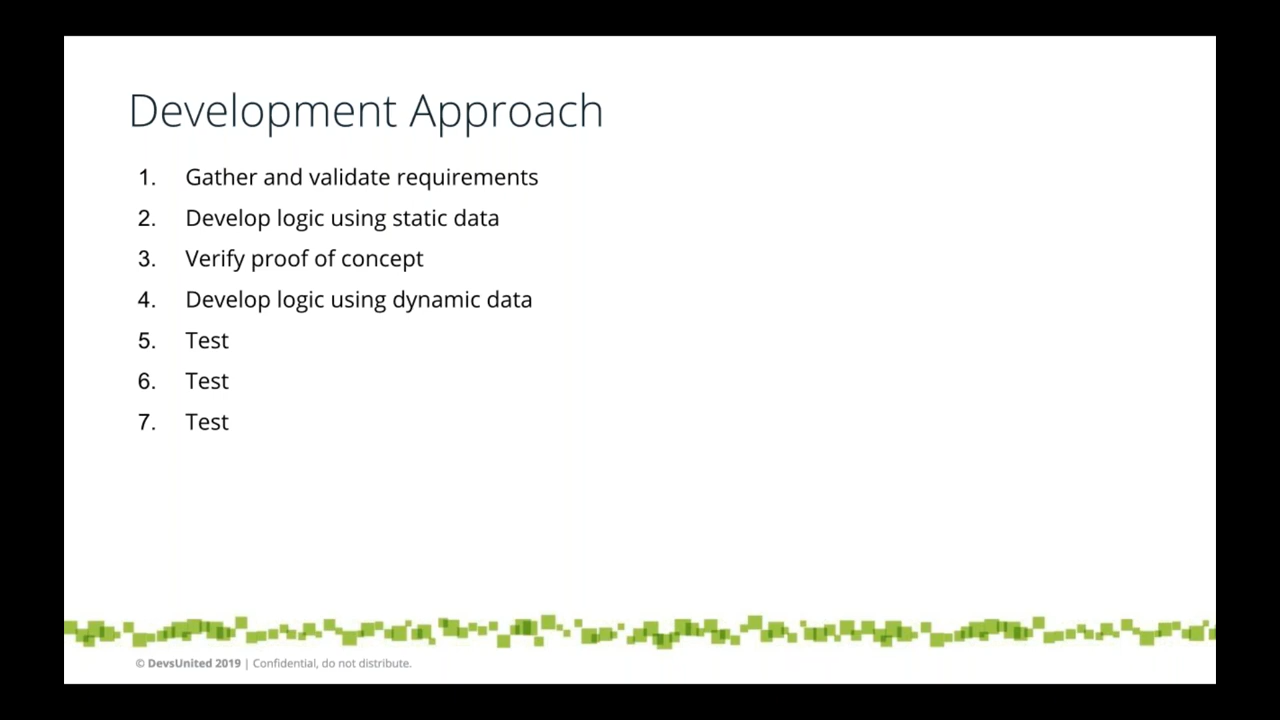 Development Approach
1. Gather and validate requirements
2. Develop logic using static data
3. Verify proof of concept
4. Develop logic using dynamic data
5. Test
6. Test
7. Test
© DevsUnited 2019 | Confidential, do not distribute.